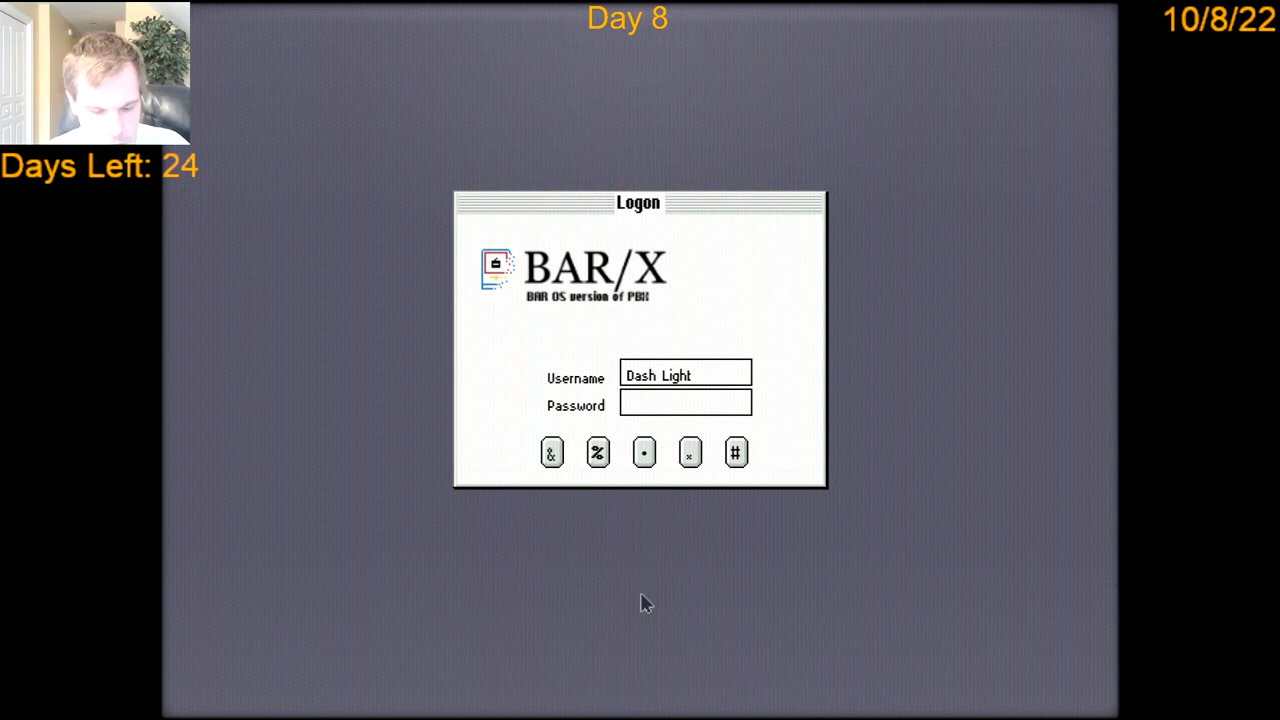 Day 8
10/8/22
Days Left: 24
Logon
BAR/X
BAR OS version of PBX
Username
Dash Light
Password
& % • × #